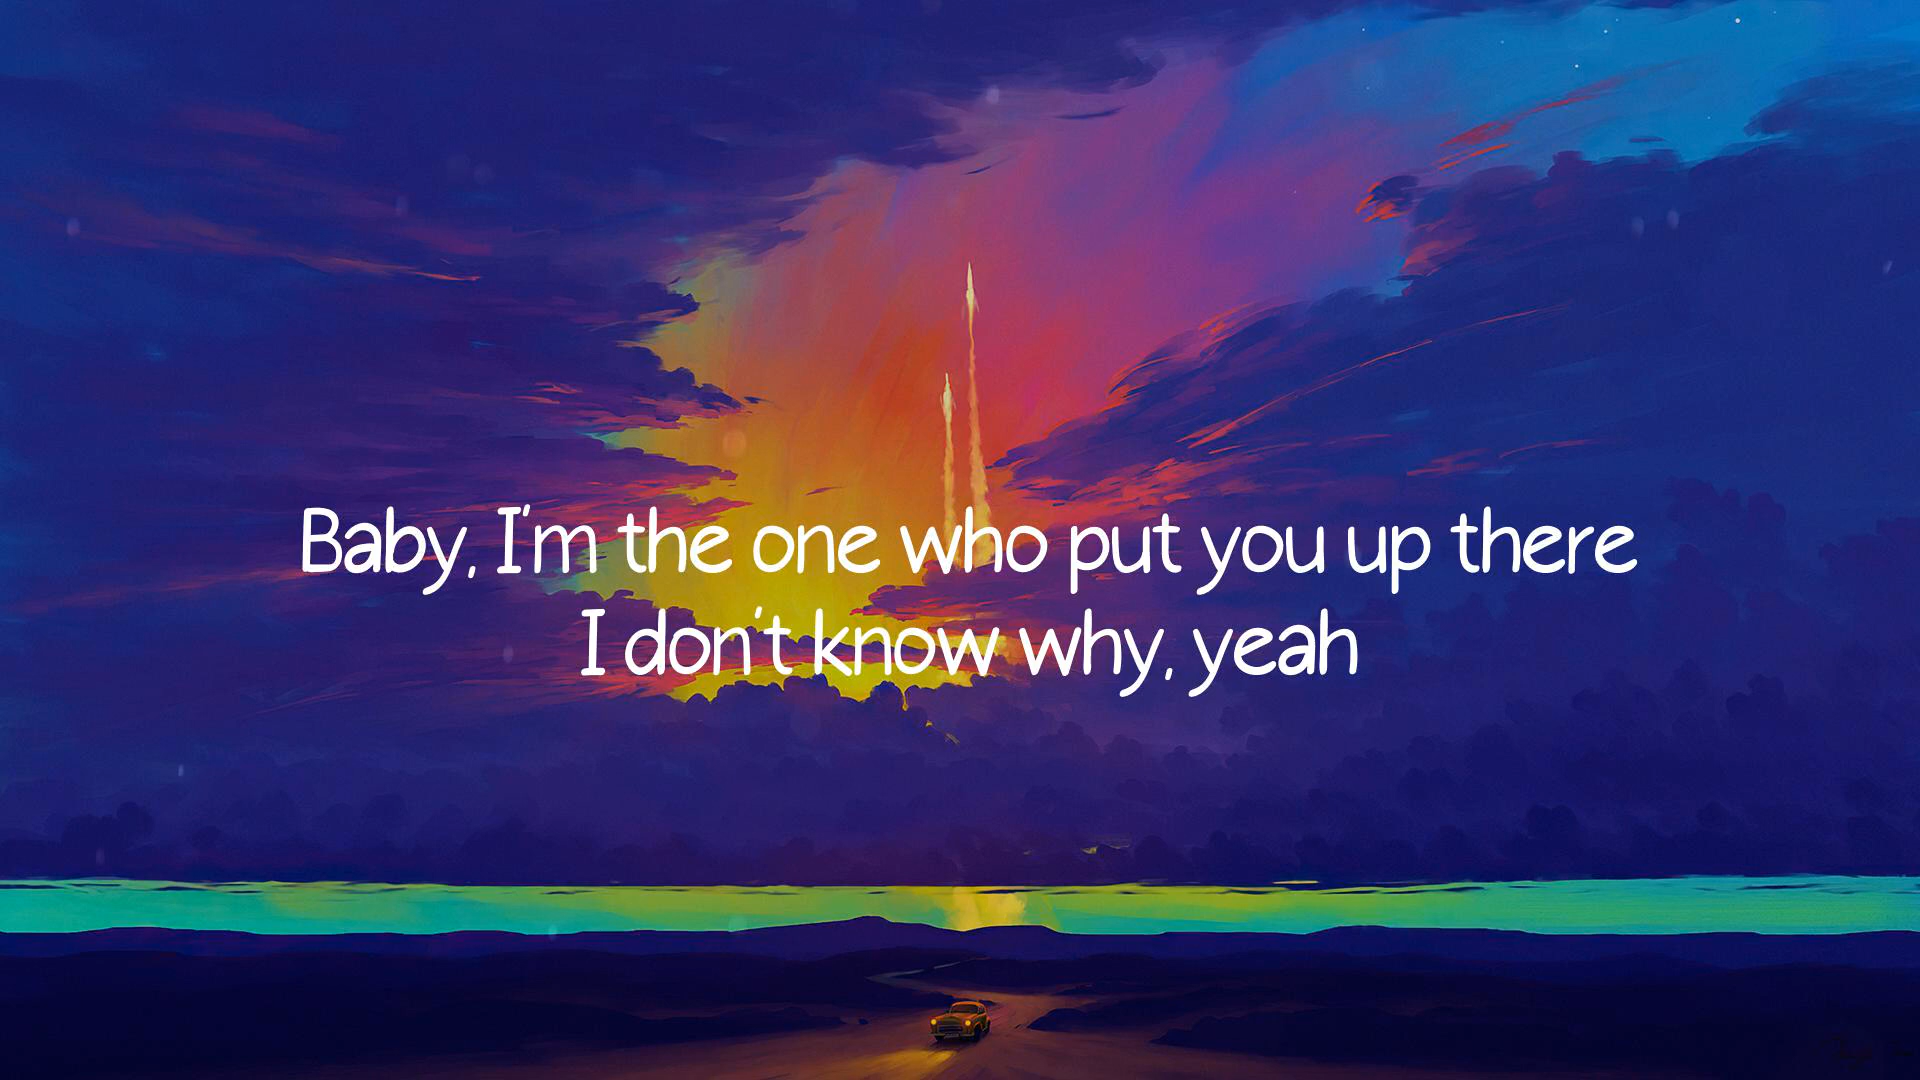 Baby, I'm the one who put you up there
I don't know why, yeah